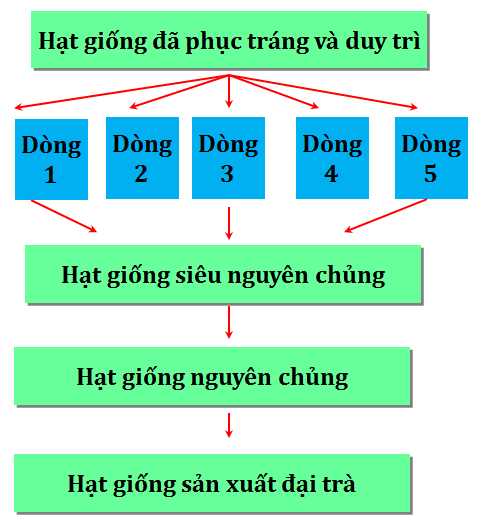 Hạt giống đã phục tráng và duy trì
Dòng
1
Dòng
2
Dòng
3
Dòng
4
Dòng
5
Hạt giống siêu nguyên chủng
Hạt giống nguyên chủng
Hạt giống sản xuất đại trà